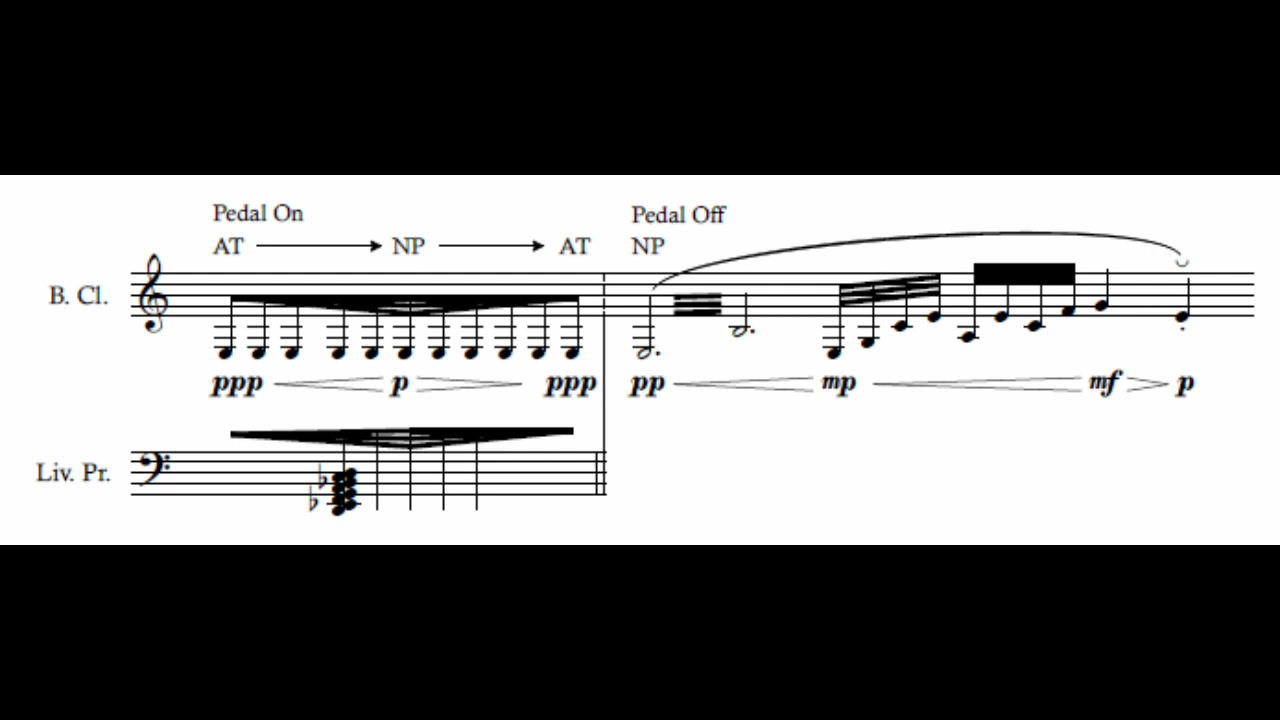 Pedal On Pedal Off
AT NP AT NP
B. Cl.
ppp p ppp pp mp mf p
Liv. Pr.